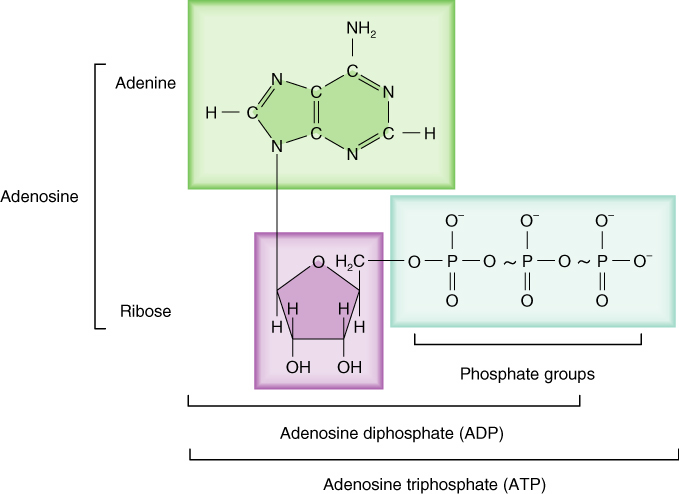 NH2
Adenine
N
C
C
N
H
C
C
C
H
N
N
Adenosine
O−
O−
O−
O
H2C
O
P
O
~
P
O
~
P
O−
Ribose
H
H
H
H
O
O
O
OH
OH
Phosphate groups
Adenosine diphosphate (ADP)
Adenosine triphosphate (ATP)